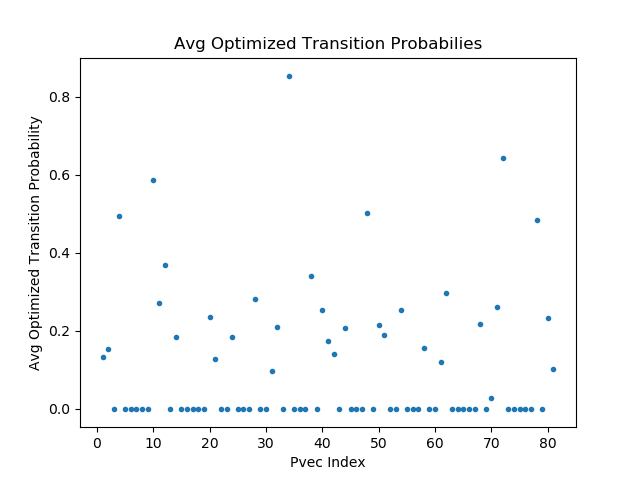 Avg Optimized Transition Probabilies
Avg Optimized Transition Probability
0.8
0.6
0.4
0.2
0.0
0 10 20 30 40 50 60 70 80
Pvec Index